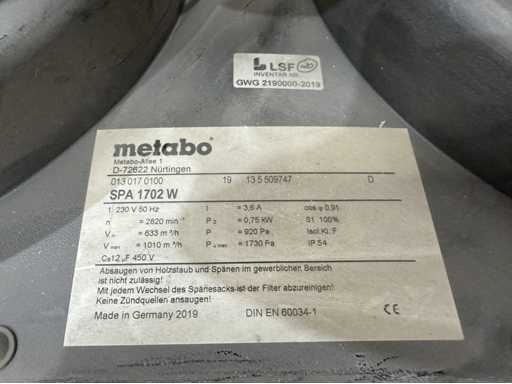 LSF
INVENTAR NR.
GWG 2190000-2019
metabo
Metabo-Allee 1
D-72622 Nürtingen
013 017 0100 19 13 5 509747 D
SPA 1702 W
1~230 V 50 Hz I = 3,6 A cos φ 0,91
n = 2820 min⁻¹ P₂ = 0,75 kW S1 100%
Vₙ = 633 m³/h P = 920 Pa Isol.Kl. F
Vmax = 1010 m³/h Pu max = 1730 Pa IP 54
C=12 µF 450 V
Absaugen von Holzstaub und Spänen im gewerblichen Bereich
ist nicht zulässig!
Mit jedem Wechsel des Spänesacks-ist der Filter abzureinigen!
Keine Zündquellen ansaugen!
Made in Germany 2019 DIN EN 60034-1 CE